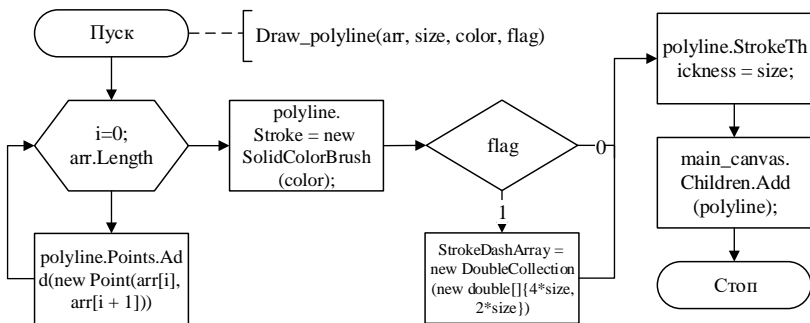 Пуск
Draw_polyline(arr, size, color, flag)
i=0;
arr.Length
polyline.Points.Ad
d(new Point(arr[i],
arr[i + 1]))
polyline.
Stroke = new
SolidColorBrush
(color);
flag
0
1
StrokeDashArray =
new DoubleCollection
(new double[]{4*size,
2*size})
polyline.StrokeTh
ickness = size;
main_canvas.
Children.Add
(polyline);
Стоп